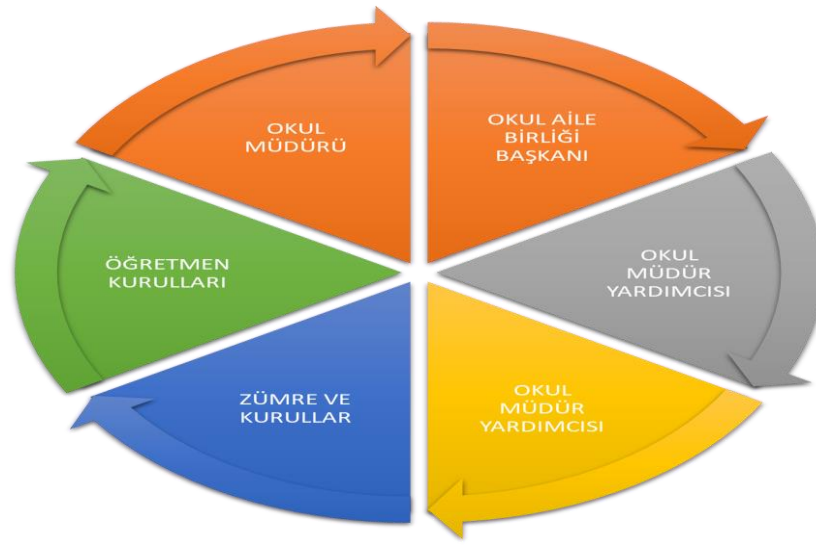 OKUL
MÜDÜRÜ
OKUL AİLE
BİRLİĞİ
BAŞKANI
OKUL
MÜDÜR
YARDIMCISI
OKUL
MÜDÜR
YARDIMCISI
ZÜMRE VE
KURULLAR
ÖĞRETMEN
KURULLARI